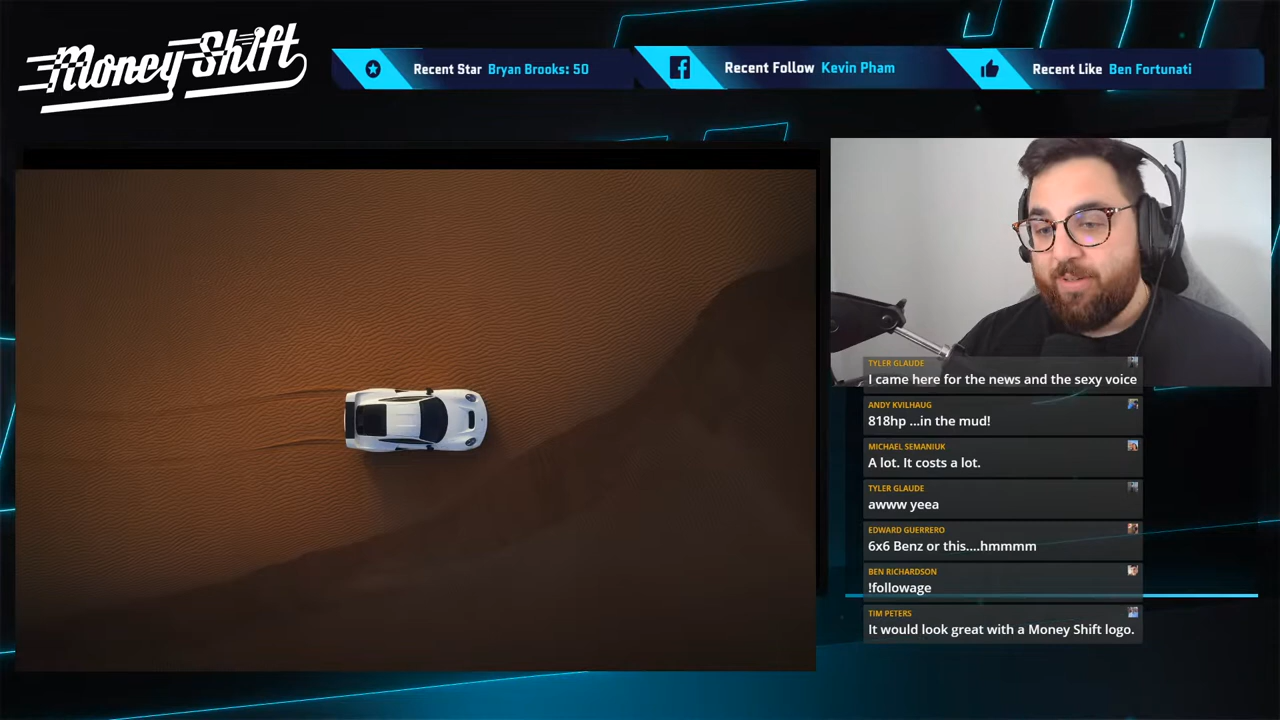 Money Shift
Recent Star Bryan Brooks: 50
Recent Follow Kevin Pham
Recent Like Ben Fortunati
TYLER GLAUDE
I came here for the news and the sexy voice
ANDY KVILHAUG
818hp ...in the mud!
MICHAEL SEMANIUK
A lot. It costs a lot.
TYLER GLAUDE
awww yeea
EDWARD GUERRERO
6x6 Benz or this....hmmmm
BEN RICHARDSON
!followage
TIM PETERS
It would look great with a Money Shift logo.